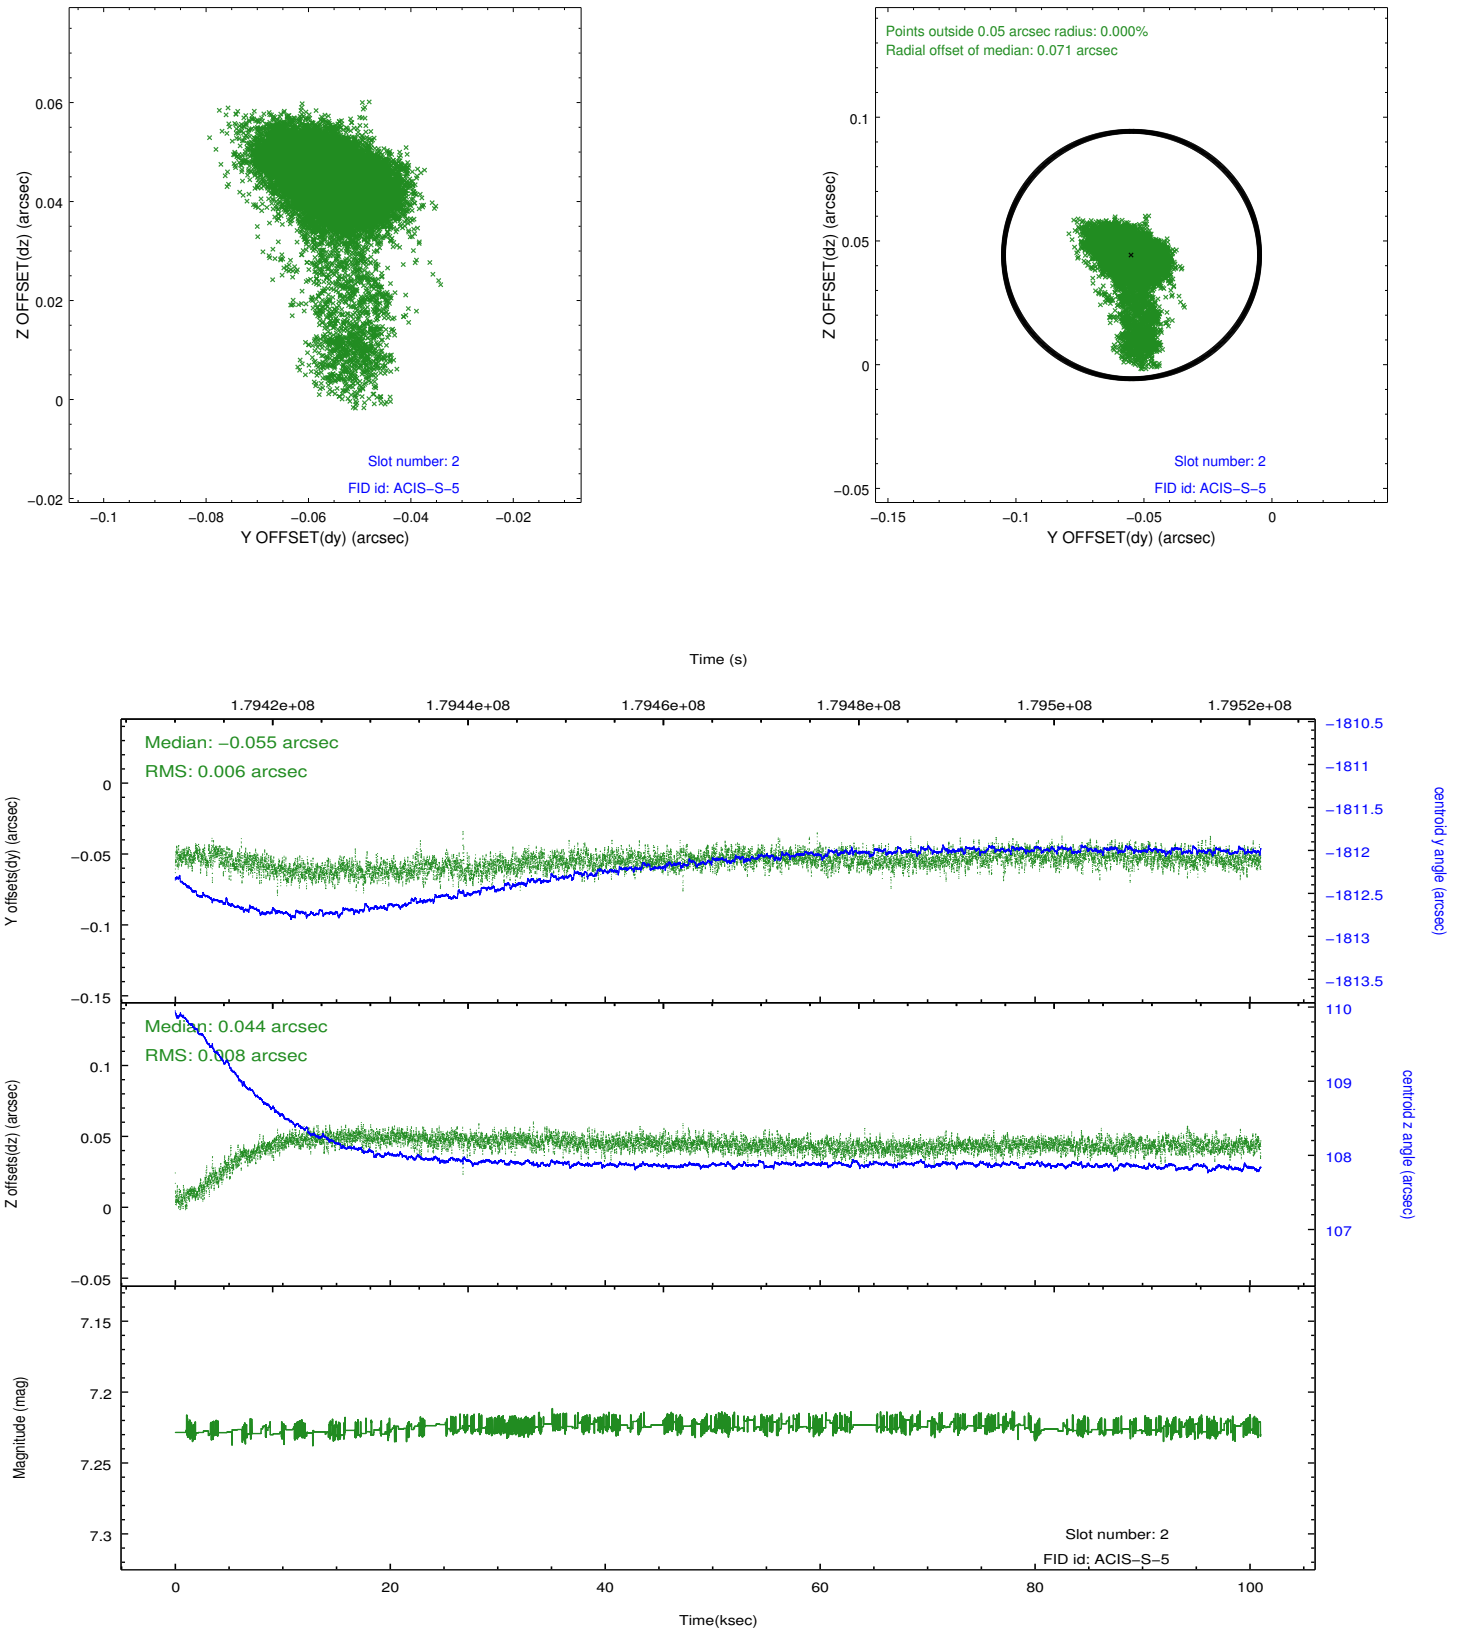 0.06
0.04
0.02
0
−0.02
−0.1
−0.08
−0.06
−0.04
−0.02
Z OFFSET(dz) (arcsec)
Y OFFSET(dy) (arcsec)
Slot number: 2
FID id: ACIS−S−5
Points outside 0.05 arcsec radius: 0.000%
Radial offset of median: 0.071 arcsec
0.1
0.05
0
−0.05
−0.15
−0.1
−0.05
0
Z OFFSET(dz) (arcsec)
Y OFFSET(dy) (arcsec)
Slot number: 2
FID id: ACIS−S−5
Time (s)
1.7942e+08
1.7944e+08
1.7946e+08
1.7948e+08
1.795e+08
1.7952e+08
Median: −0.055 arcsec
RMS: 0.006 arcsec
0
−0.05
−0.1
−0.15
Y offsets(dy) (arcsec)
−1810.5
−1811
−1811.5
−1812
−1812.5
−1813
−1813.5
centroid y angle (arcsec)
Median: 0.044 arcsec
RMS: 0.008 arcsec
0.1
0.05
0
−0.05
Z offsets(dz) (arcsec)
110
109
108
107
centroid z angle (arcsec)
7.15
7.2
7.25
7.3
Magnitude (mag)
Slot number: 2
FID id: ACIS−S−5
0
20
40
60
80
100
Time(ksec)